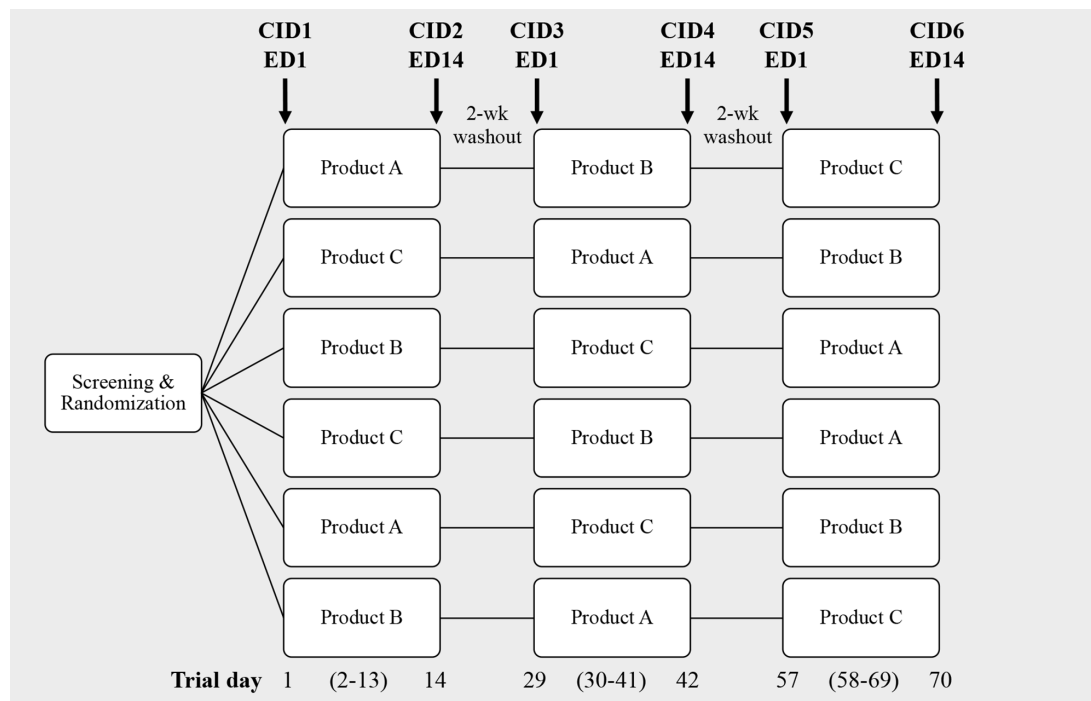 CID1 CID2 CID3 CID4 CID5 CID6
ED1 ED14 ED1 ED14 ED1 ED14
2-wk 2-wk
washout washout
Product A Product B Product C
Product C Product A Product B
Product B Product C Product A
Screening &
Randomization
Product C Product B Product A
Product A Product C Product B
Product B Product A Product C
Trial day 1 (2-13) 14 29 (30-41) 42 57 (58-69) 70